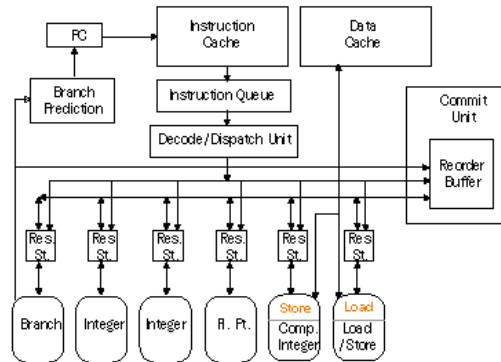 PC
Instruction
Cache
Data
Cache
Branch
Prediction
Instruction Queue
Commit
Unit
Decode/Dispatch Unit
Reorder
Buffer
Res.
St.
Res
St.
Res.
St.
Res.
St.
Res
St.
Res.
St.
Branch
Integer
Integer
Fl. Pt.
Store
Comp.
Integer
Load
Load
/Store